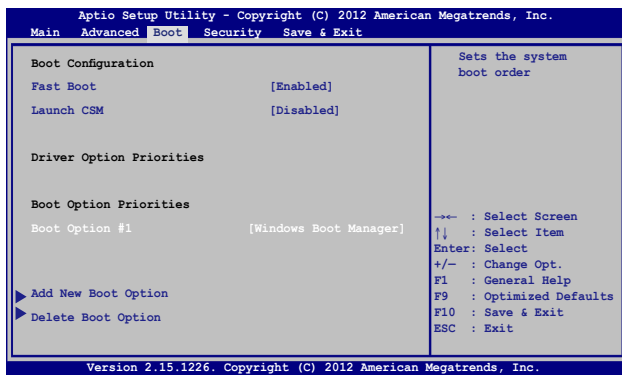 Aptio Setup Utility - Copyright (C) 2012 American Megatrends, Inc.
Main Advanced Boot Security Save & Exit
Boot Configuration
Fast Boot [Enabled]
Launch CSM [Disabled]
Driver Option Priorities
Boot Option Priorities
Boot Option #1 [Windows Boot Manager]
Add New Boot Option
Delete Boot Option
Sets the system
boot order
→← : Select Screen
↑↓ : Select Item
Enter: Select
+/— : Change Opt.
F1 : General Help
F9 : Optimized Defaults
F10 : Save & Exit
ESC : Exit
Version 2.15.1226. Copyright (C) 2012 American Megatrends, Inc.